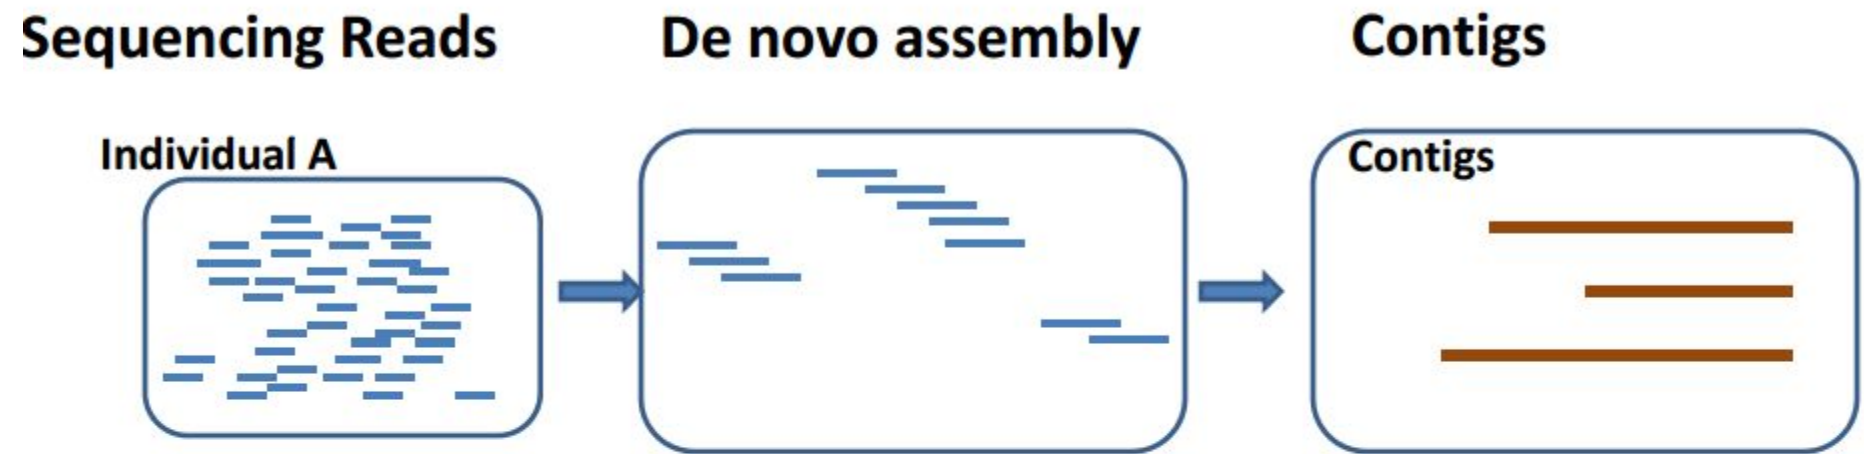 Sequencing Reads
De novo assembly
Contigs
Individual A
Contigs